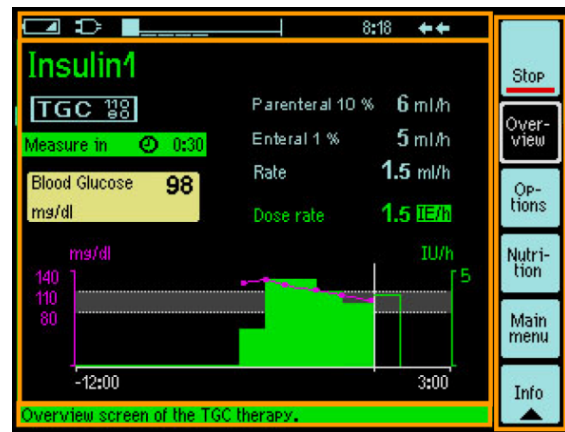 8:18
Insulin1
TGC 110 80
Measure in 0:30
Blood Glucose 98
mg/dl
Parenteral 10 % 6 ml/h
Enteral 1 % 5 ml/h
Rate 1.5 ml/h
Dose rate 1.5 IE/h
mg/dl IU/h
140 5
110
80
-12:00 3:00
Overview screen of the TGC therapy.
Stop
Over-
view
Op-
tions
Nutri-
tion
Main
menu
Info